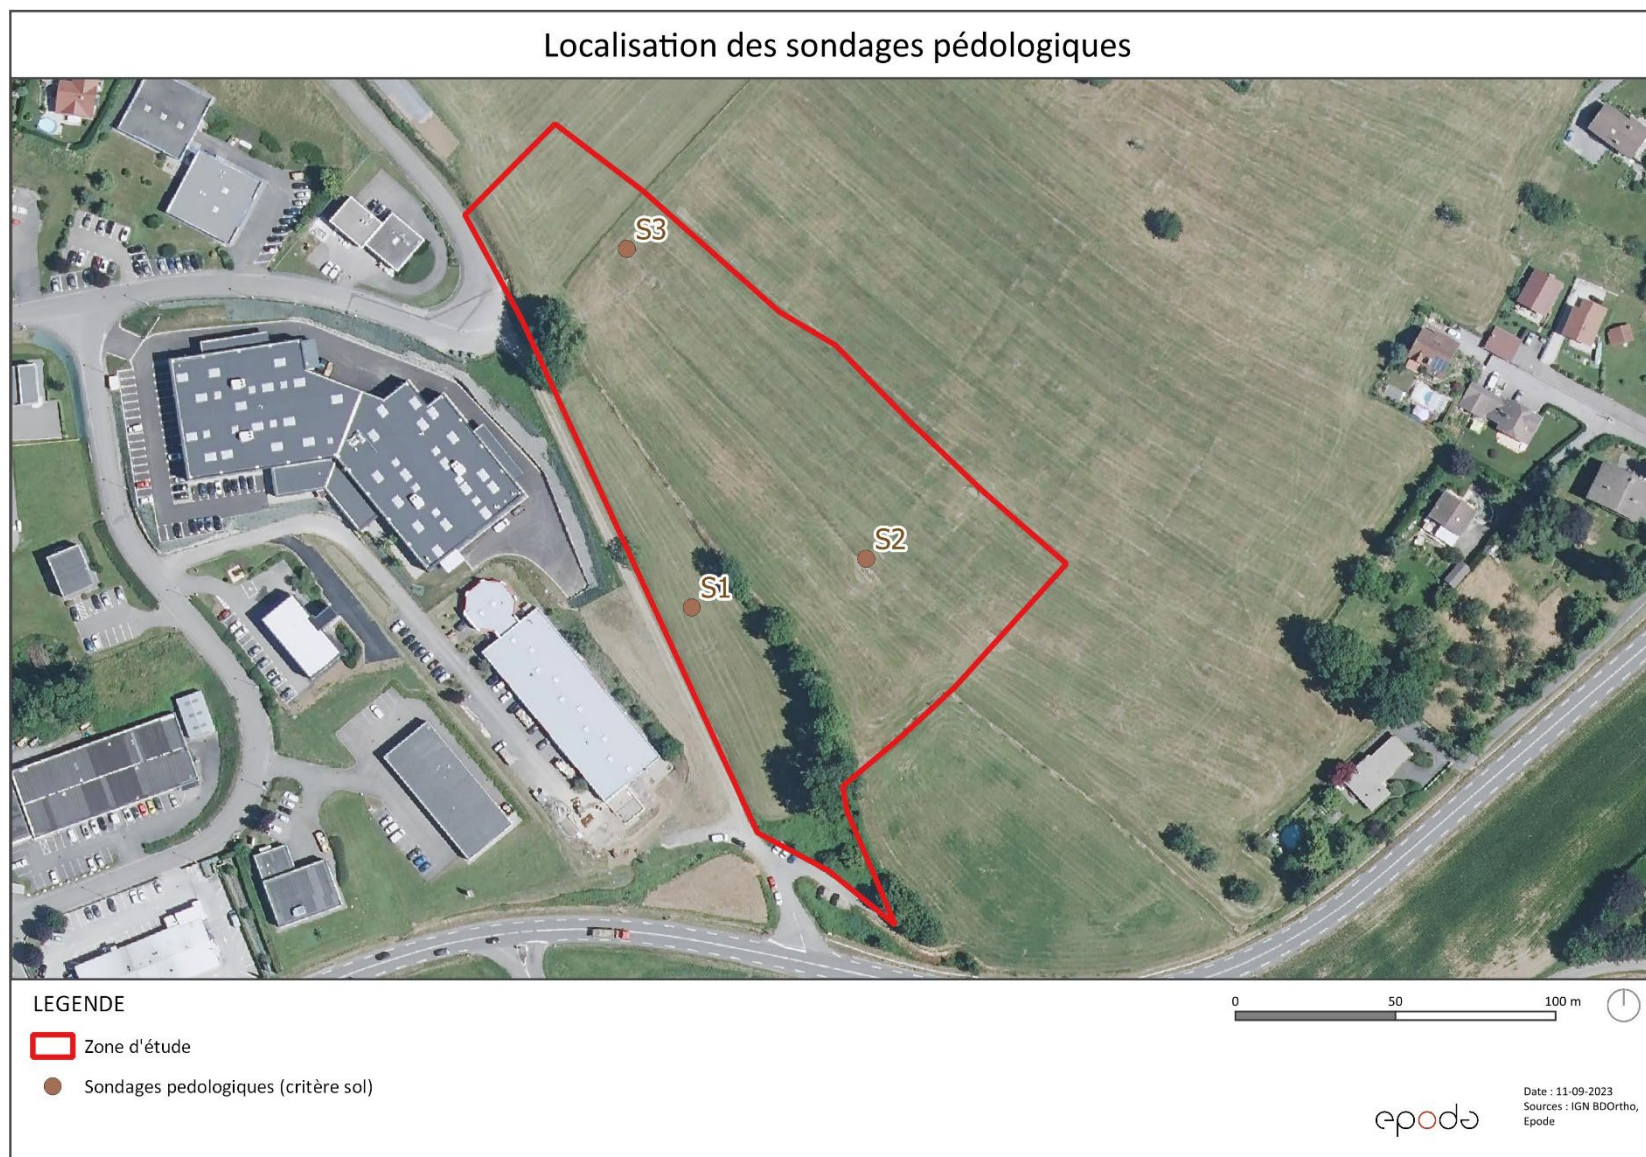 Localisation des sondages pédologiques
S3
S2
S1
LEGENDE
Zone d'étude
Sondages pedologiques (critère sol)
0 50 100 m
epode
Date : 11-09-2023
Sources : IGN BDOrtho,
Epode